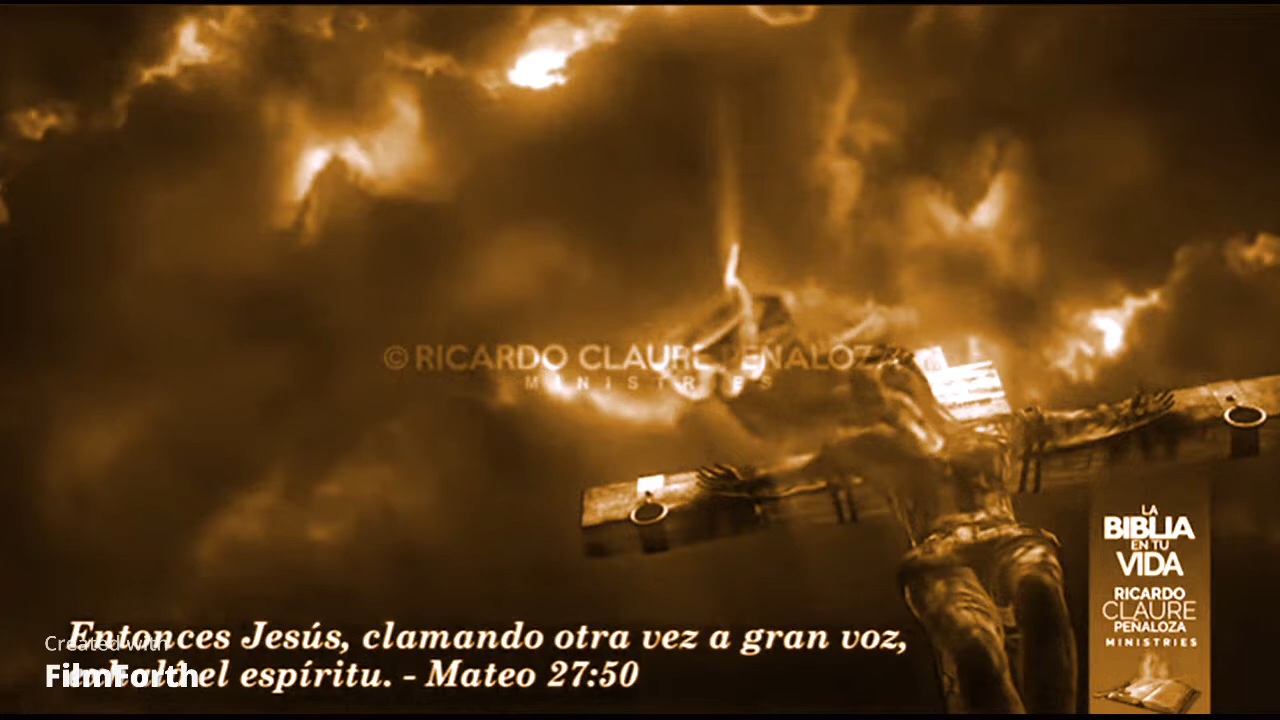 © RICARDO CLAURE PEÑALOZA
MINISTRIES
LA
BIBLIA
EN TU
VIDA
RICARDO
CLAURE
PEÑALOZA
MINISTRIES
Entonces Jesús, clamando otra vez a gran voz,
el espíritu. - Mateo 27:50
Created with
FilmForth